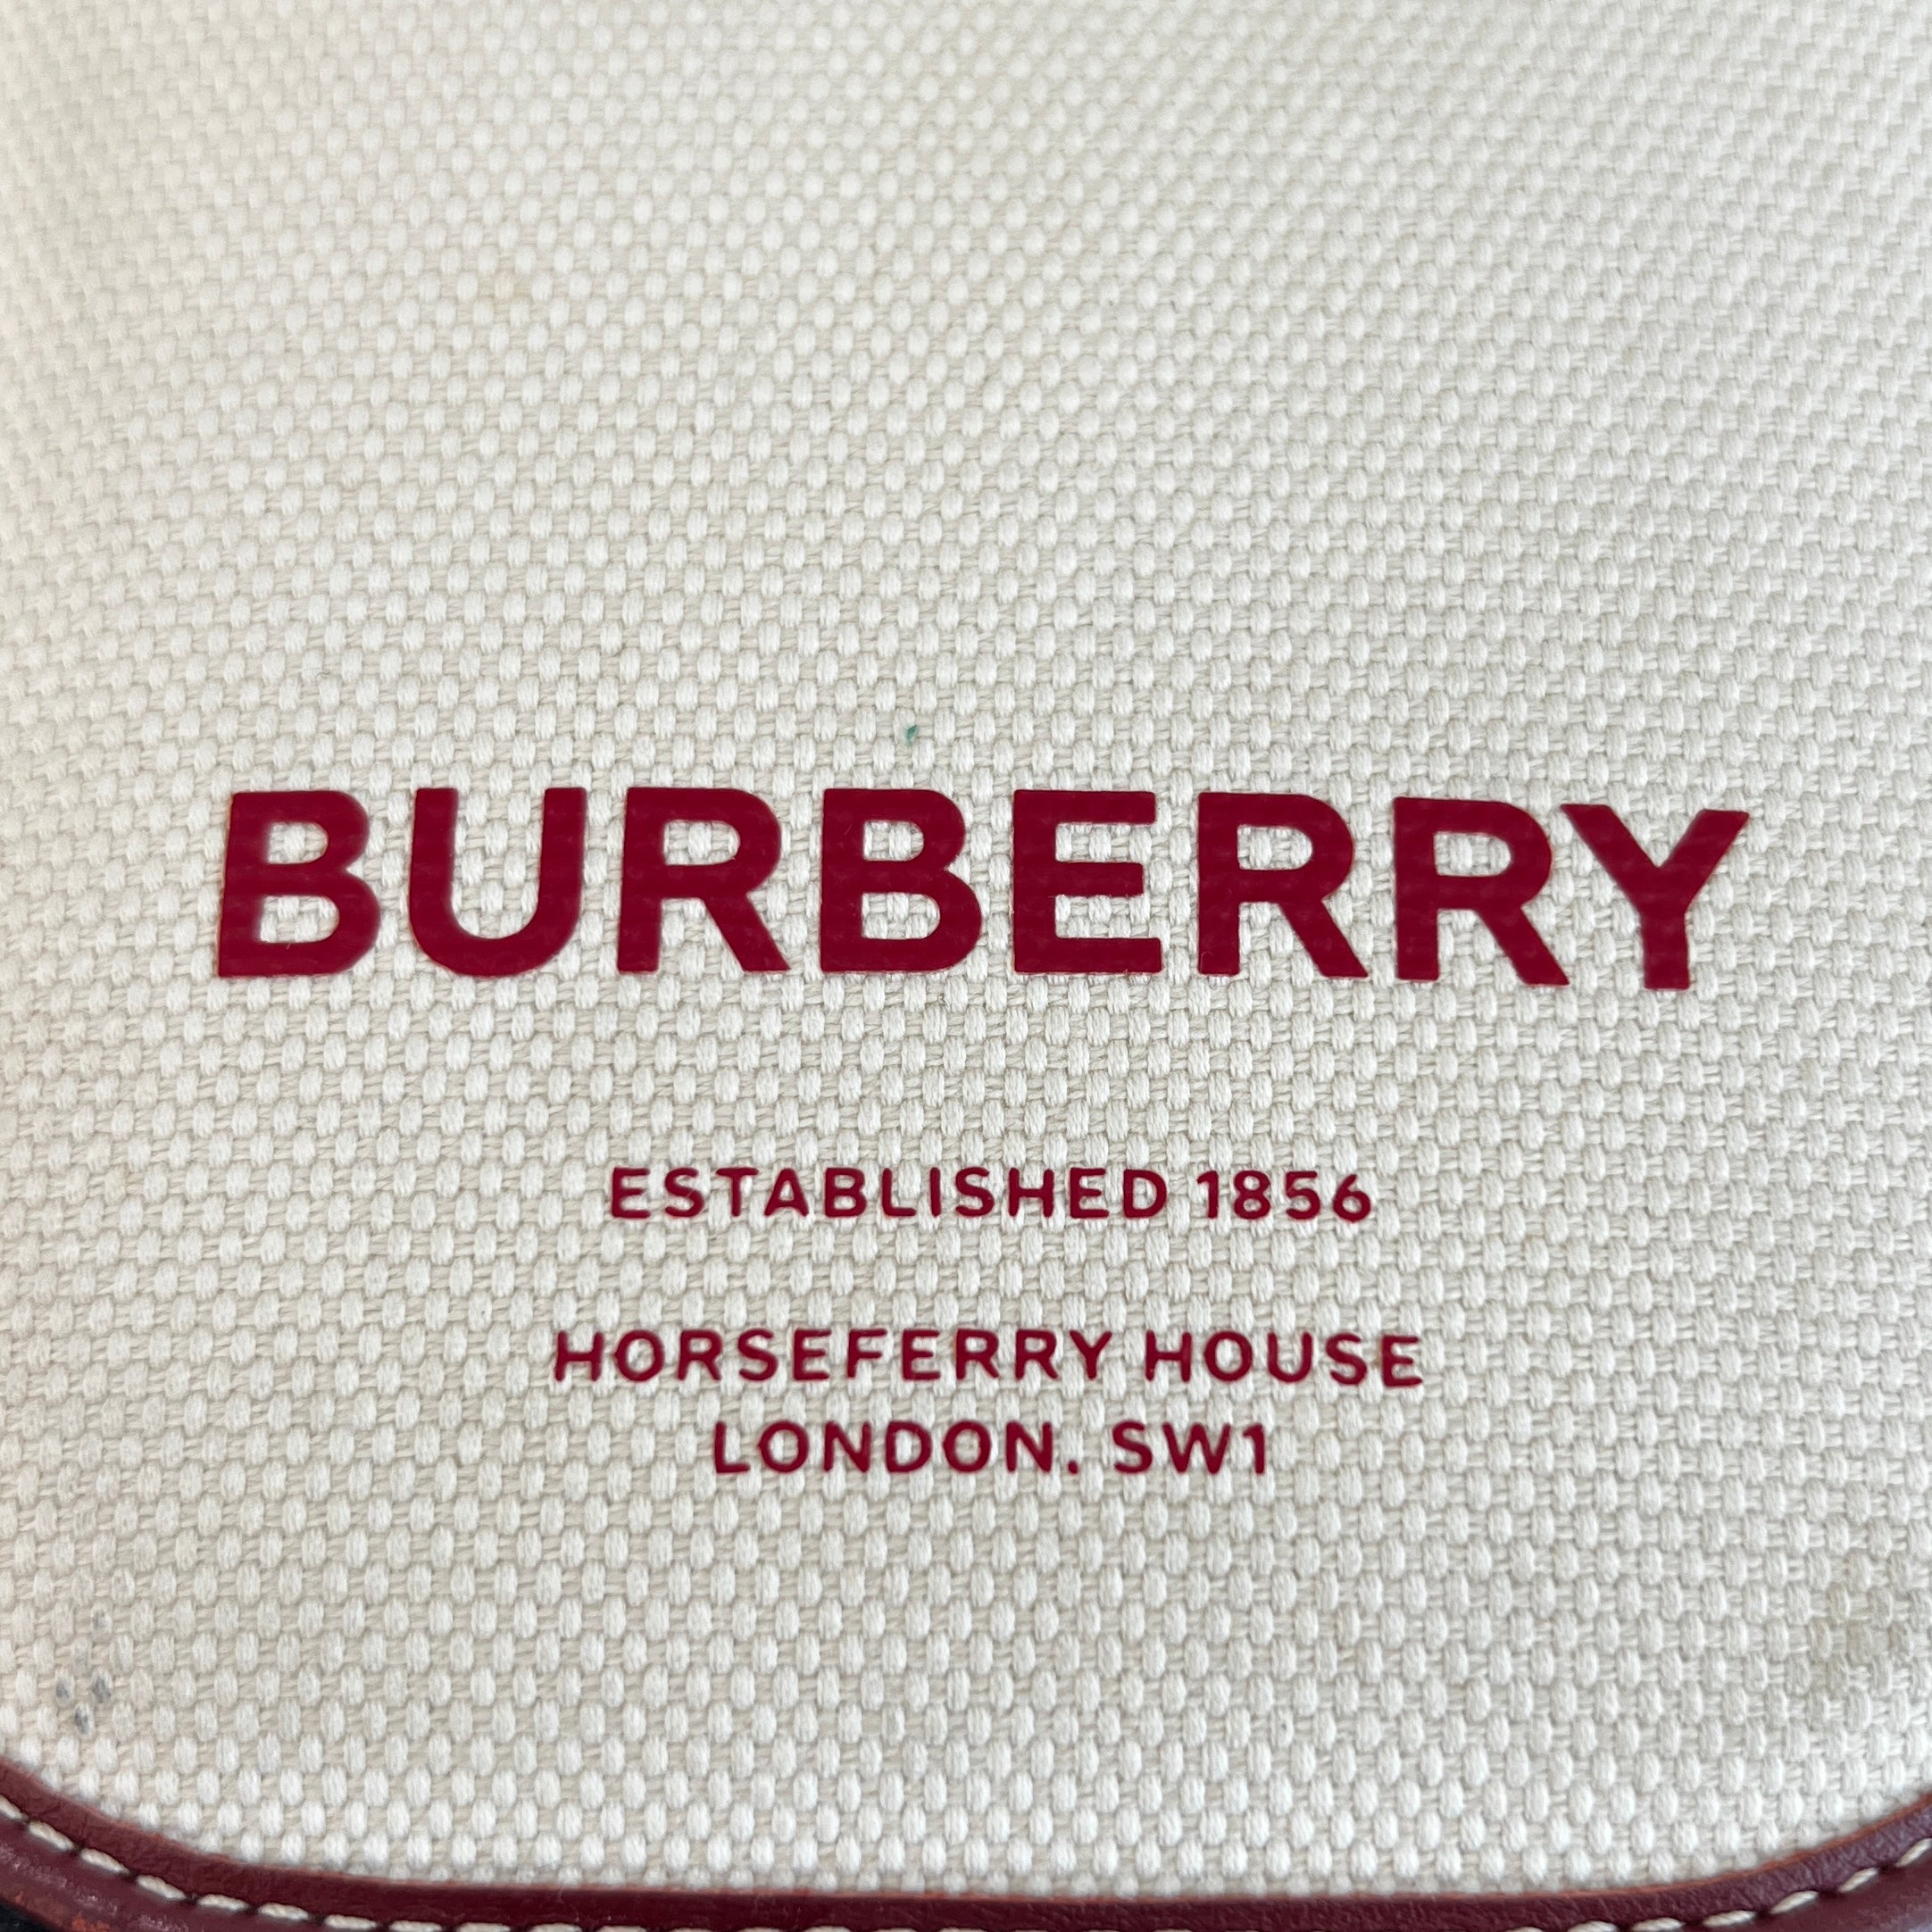 BURBERRY
ESTABLISHED 1856
HORSEFERRY HOUSE
LONDON. SW1